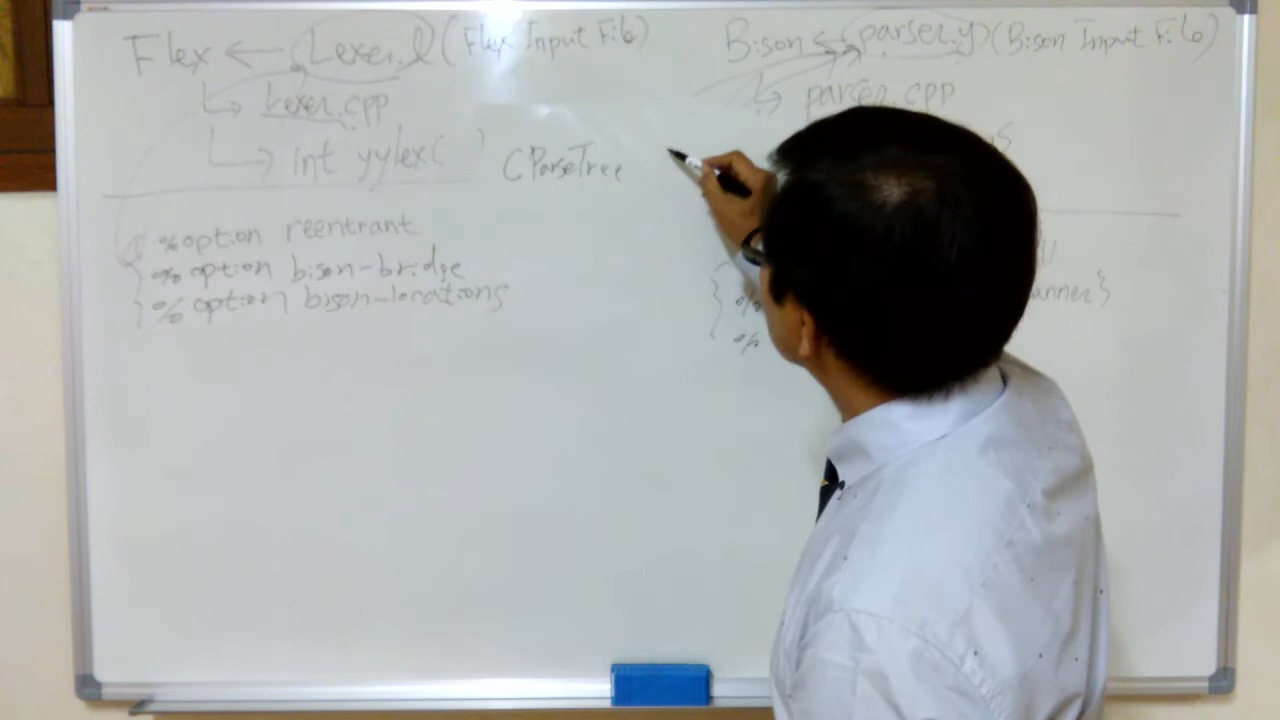 Flex ← Lexer.l (Flex Input File)
Lexer.cpp
int yylex( )
%option reentrant
%option bison-bridge
%option bison-locations
CParseTree
Bison ← parser.y (Bison Input File)
parser.cpp
%
%